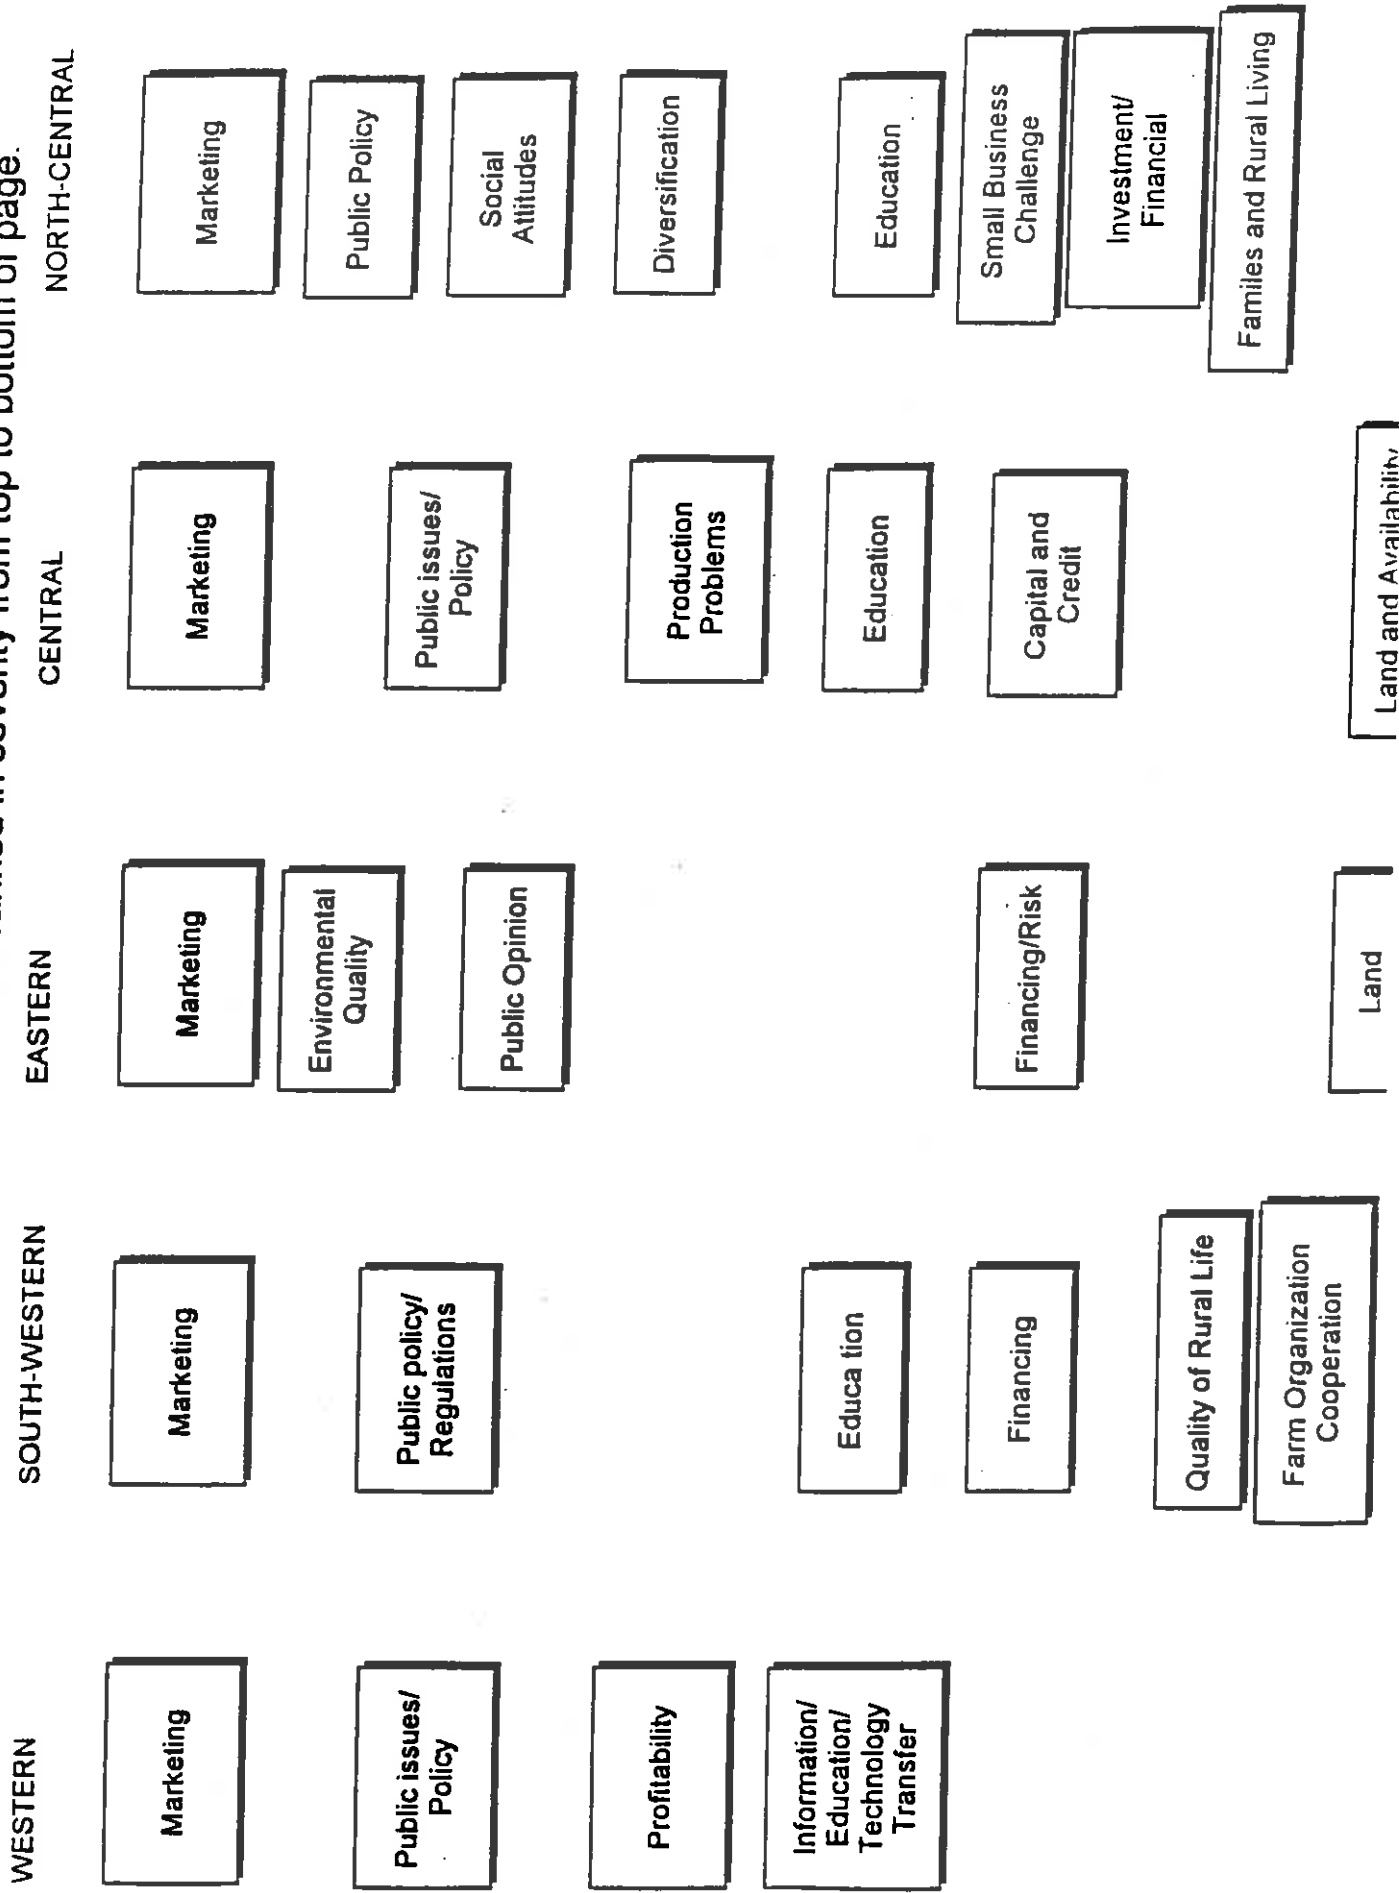 in severity from top to bottom of page.
WESTERN
SOUTH-WESTERN
EASTERN
CENTRAL
NORTH-CENTRAL
Marketing
Public issues/
Policy
Profitability
Information/
Education/
Technology
Transfer
Marketing
Public policy/
Regulations
Educa tion
Financing
Quality of Rural Life
Farm Organization
Cooperation
Marketing
Environmental
Quality
Public Opinion
Financing/Risk
Land
Marketing
Public issues/
Policy
Production
Problems
Education
Capital and
Credit
Land and Availability
Marketing
Public Policy
Social
Attitudes
Diversification
Education
Small Business
Challenge
Investment/
Financial
Familes and Rural Living